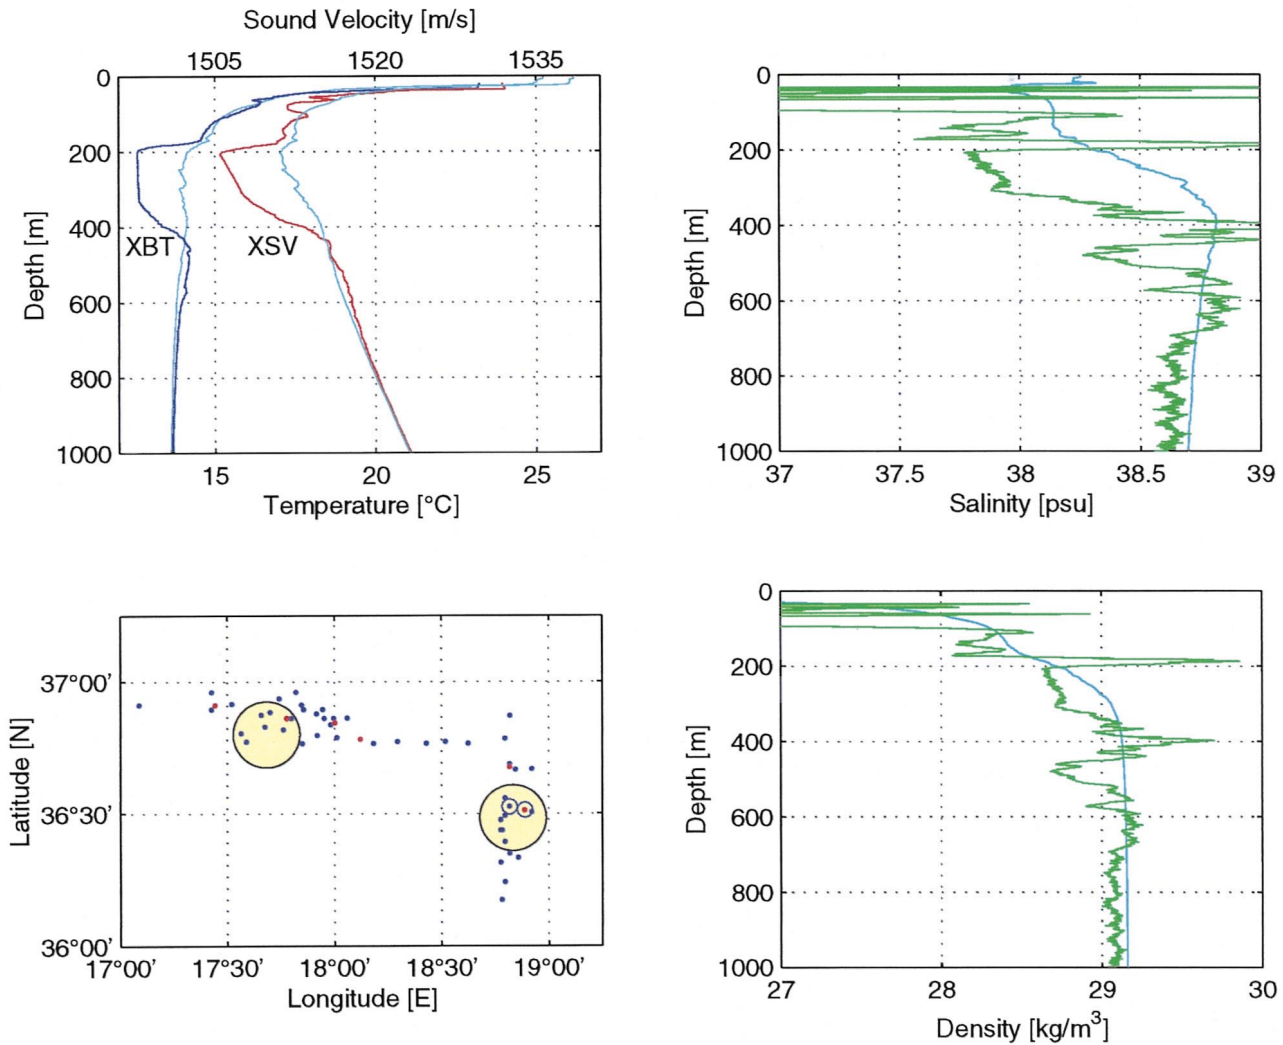 Sound Velocity [m/s]
1505 1520 1535
0
200
400
600
800
1000
Depth [m]
XBT XSV
15 20 25
Temperature [°C]
0
200
400
600
800
1000
Depth [m]
37 37.5 38 38.5 39
Salinity [psu]
37°00'
36°30'
36°00'
Latitude [N]
17°00' 17°30' 18°00' 18°30' 19°00'
Longitude [E]
0
200
400
600
800
1000
Depth [m]
27 28 29 30
Density [kg/m³]